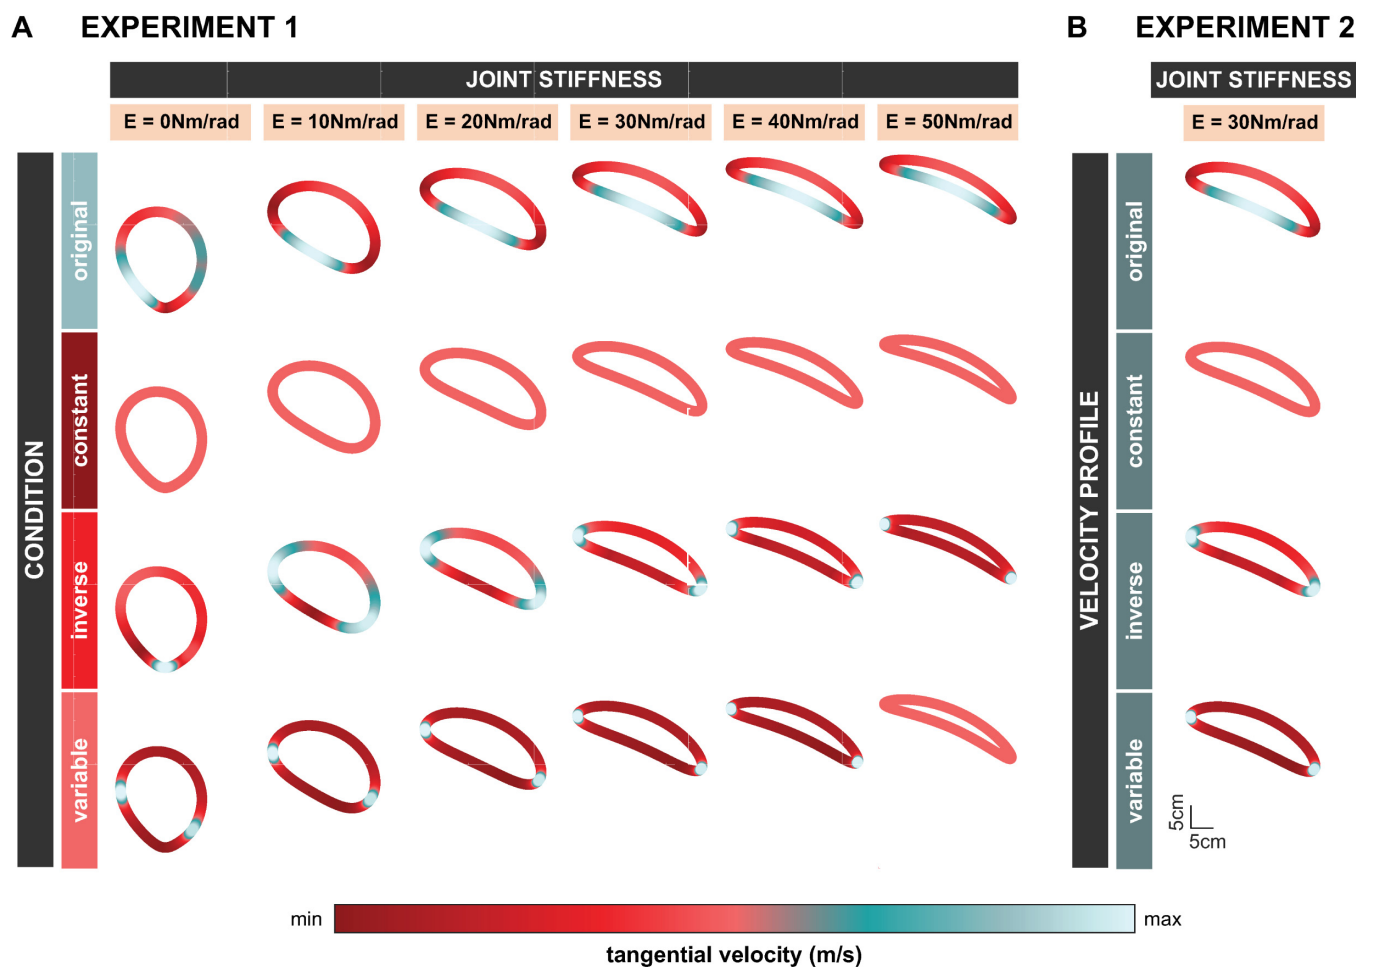 A EXPERIMENT 1
B EXPERIMENT 2
JOINT STIFFNESS
JOINT STIFFNESS
E = 0Nm/rad E = 10Nm/rad E = 20Nm/rad E = 30Nm/rad E = 40Nm/rad E = 50Nm/rad
E = 30Nm/rad
CONDITION
original
constant
inverse
variable
VELOCITY PROFILE
original
constant
inverse
variable
5cm
5cm
min
max
tangential velocity (m/s)